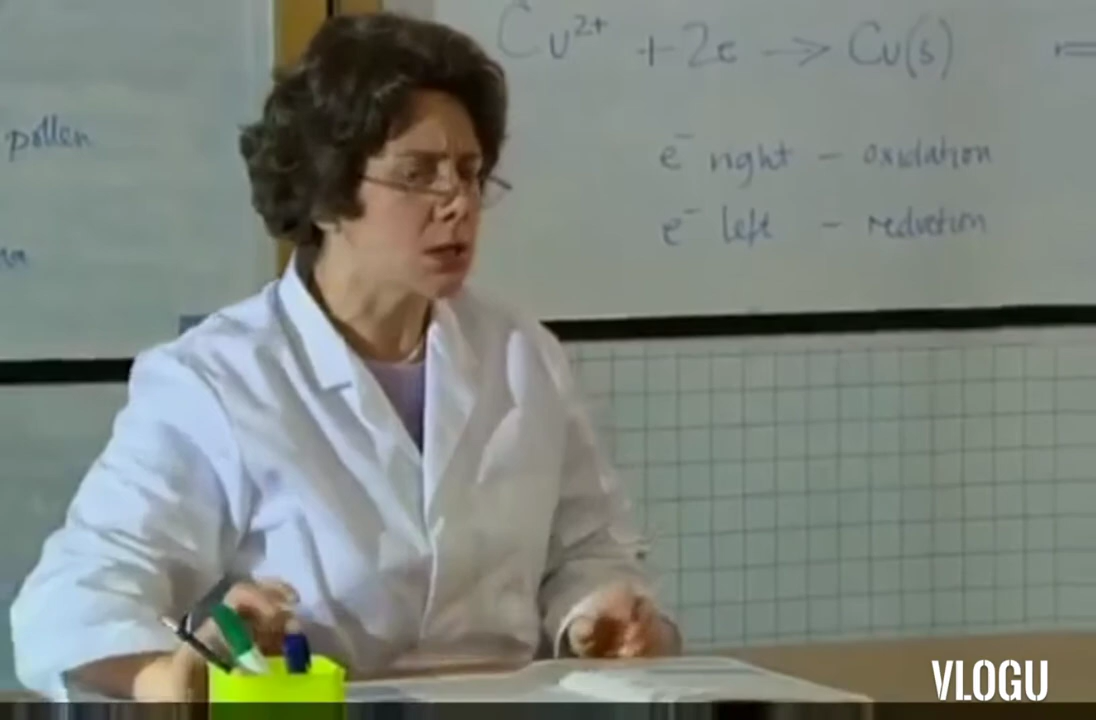 Cu²⁺ + 2e → Cu(s)
pollen
e⁻ right – oxidation
e⁻ left – reduction
VLOGU